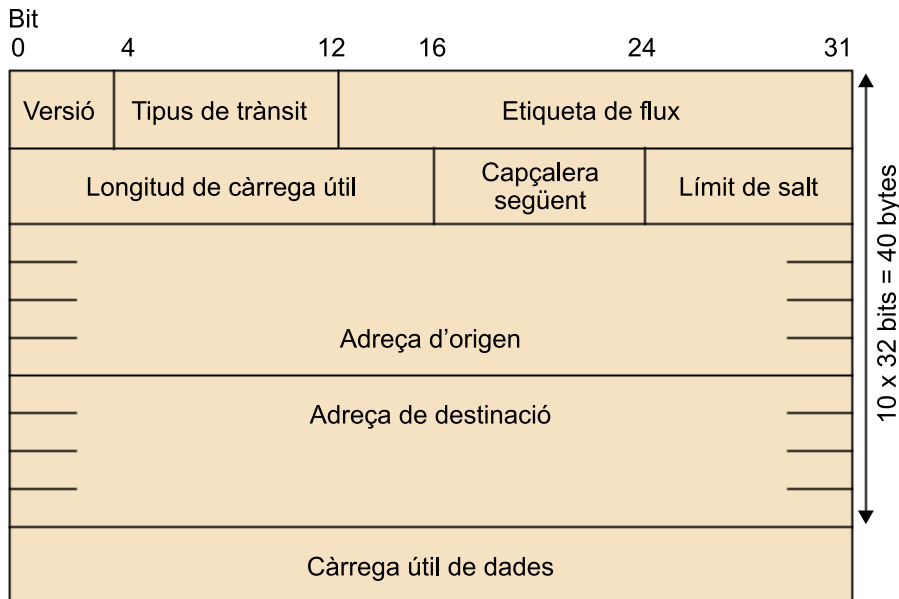 Bit
0 4 12 16 24 31
Versió Tipus de trànsit Etiqueta de flux
Longitud de càrrega útil Capçalera següent Límit de salt
Adreça d’origen
Adreça de destinació
Càrrega útil de dades
10 x 32 bits = 40 bytes